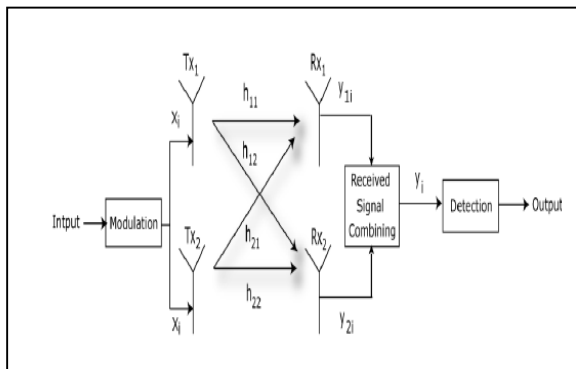 Tx1
Rx1
y1i
h11
xi
h12
Received
Signal
Combining
yi
Intput
Modulation
Detection
Output
Tx2
h21
Rx2
h22
xi
y2i